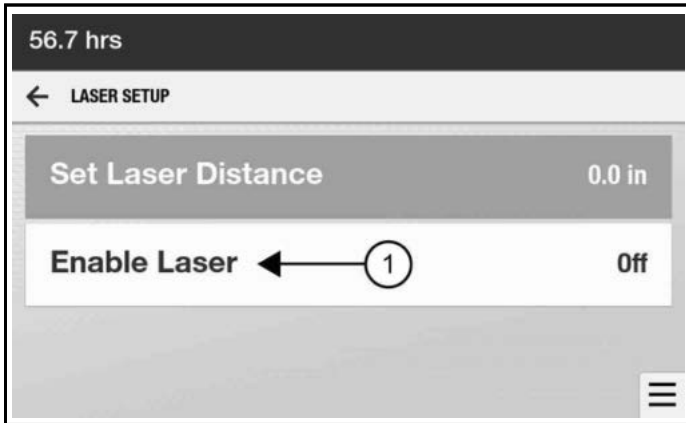 56.7 hrs
LASER SETUP
Set Laser Distance 0.0 in
Enable Laser 1 Off